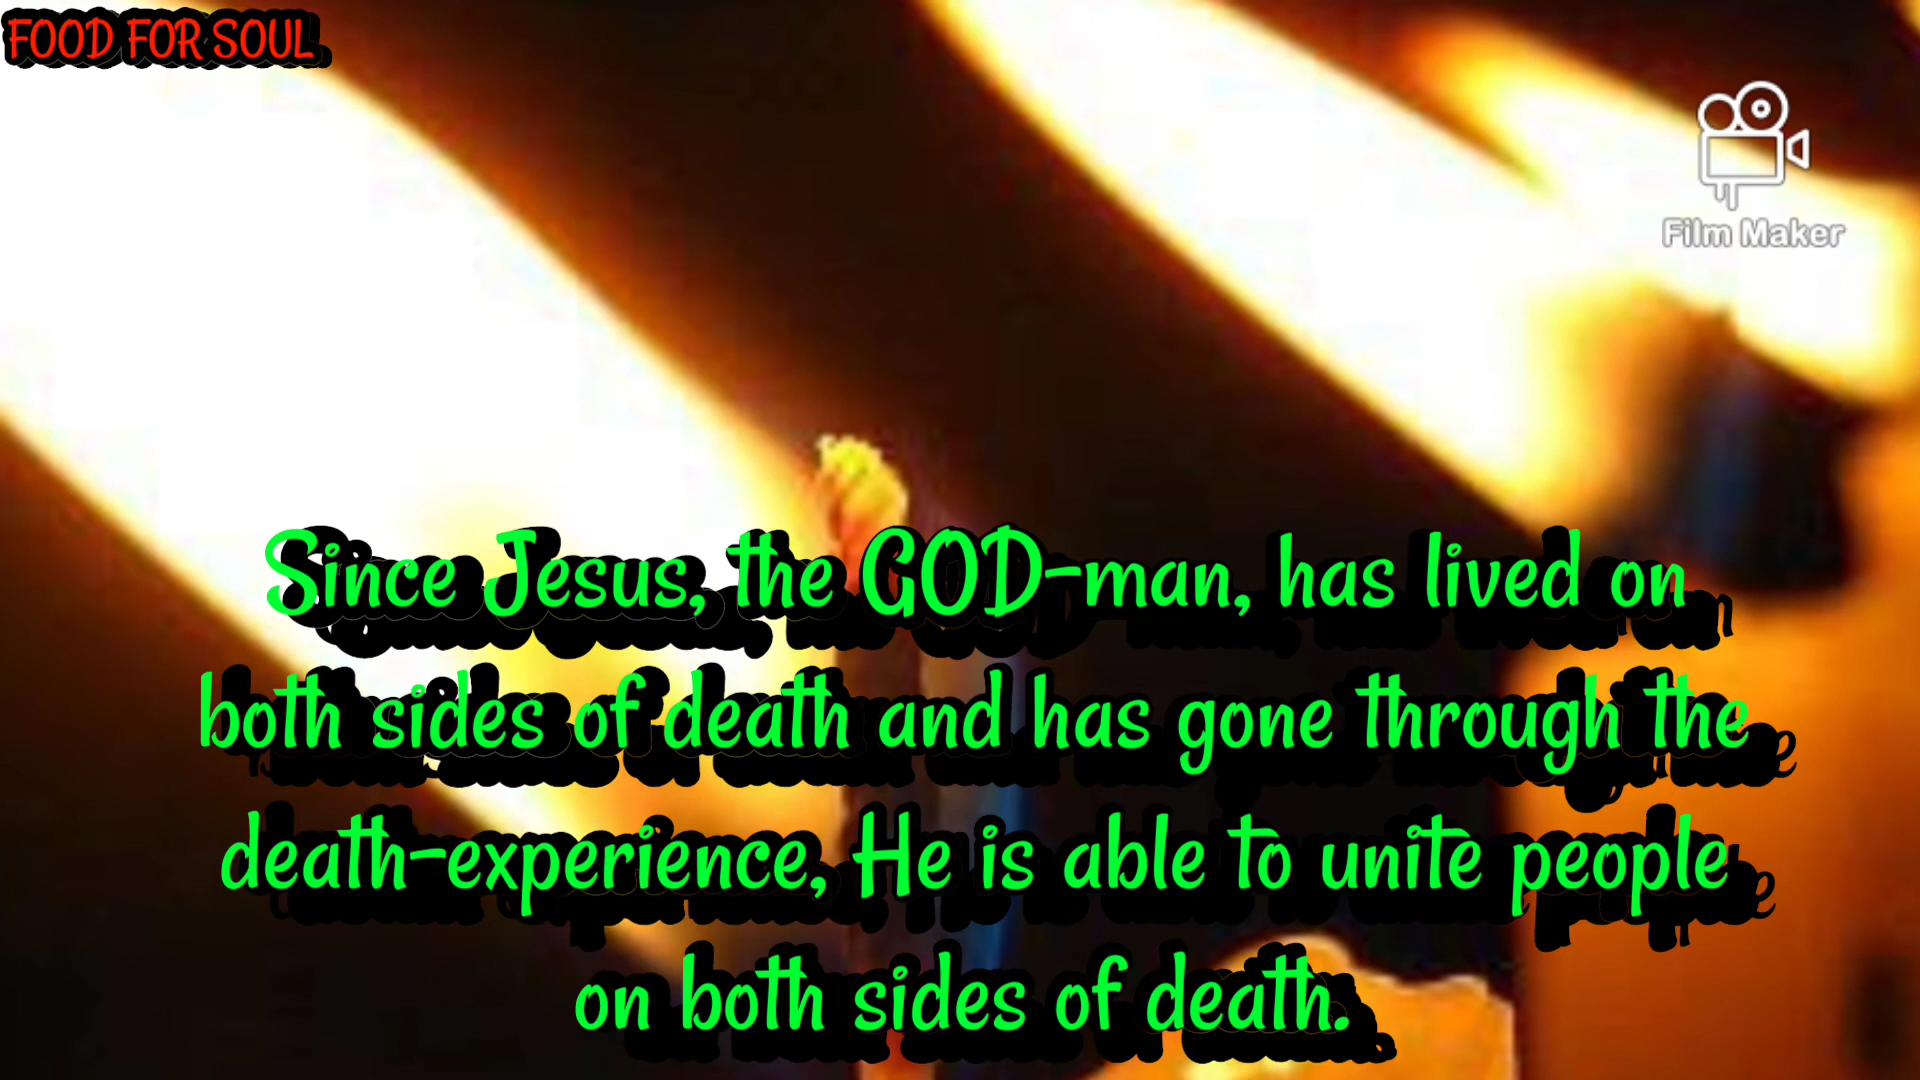 FOOD FOR SOUL
Film Maker
Since Jesus, the GOD-man, has lived on
both sides of death and has gone through the
death-experience, He is able to unite people
on both sides of death.